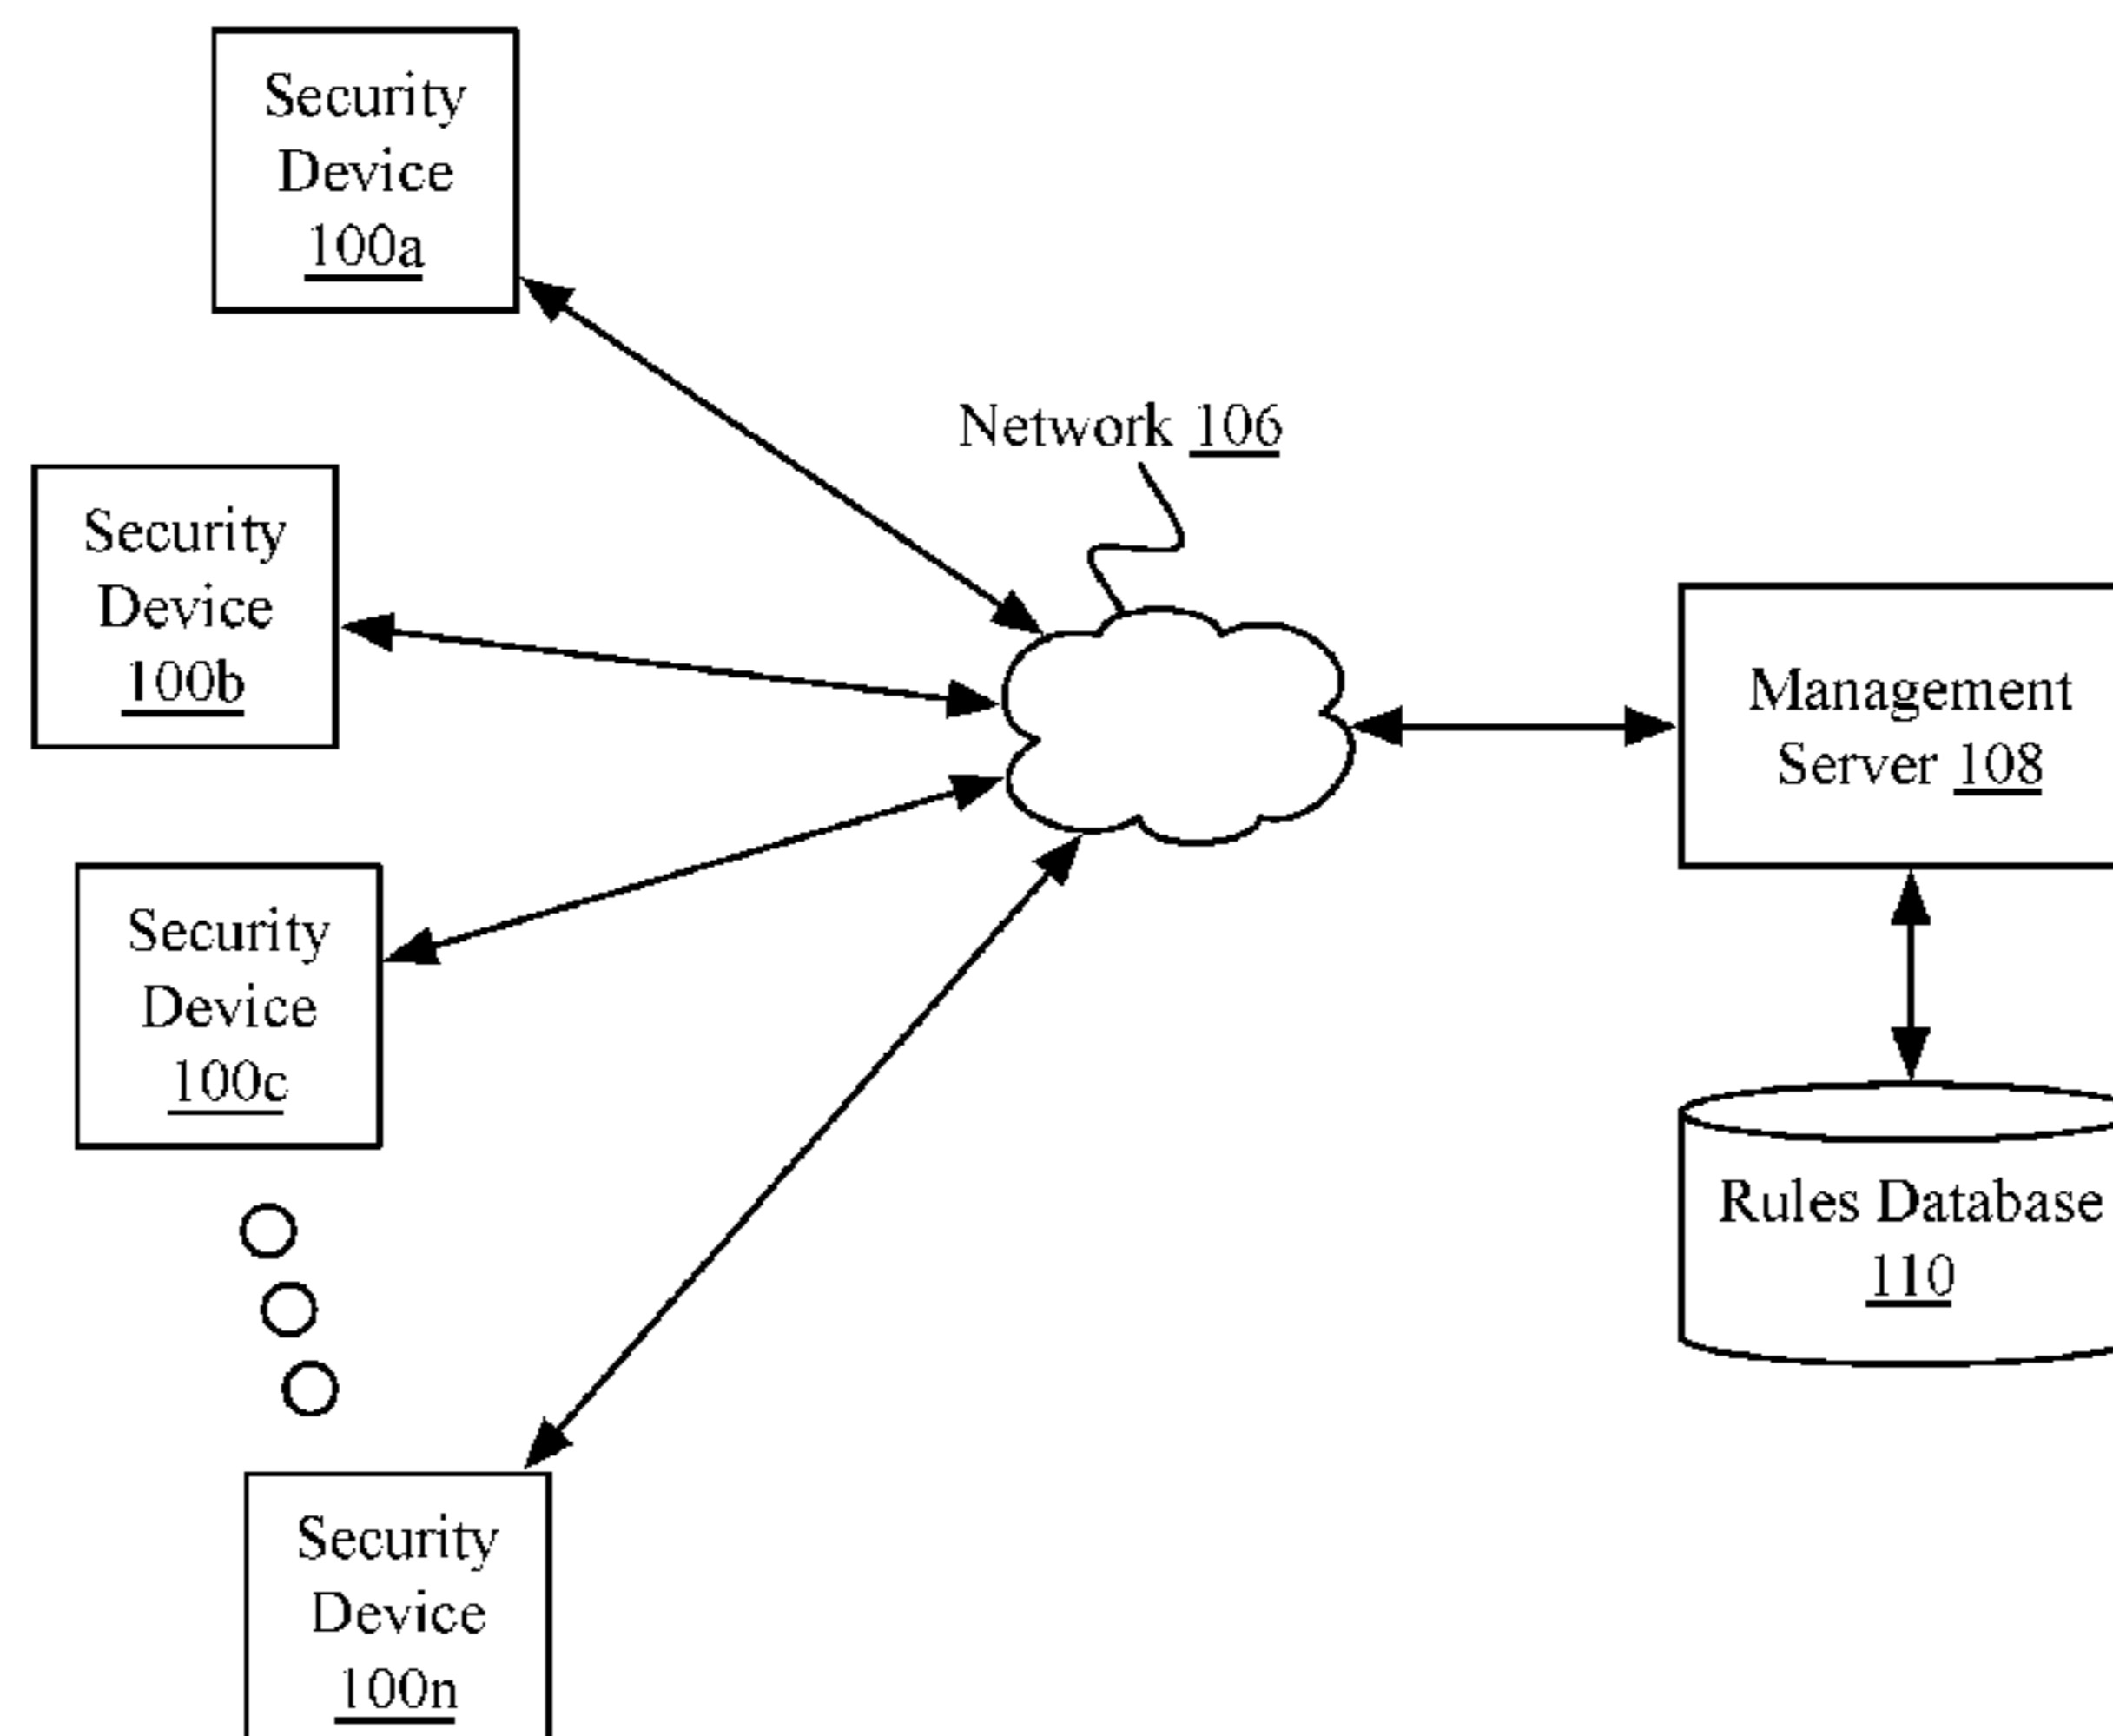 Security
Device
100a
Network 106
Security
Device
100b
Management
Server 108
Security
Device
100c
Rules Database
110
Security
Device
100n